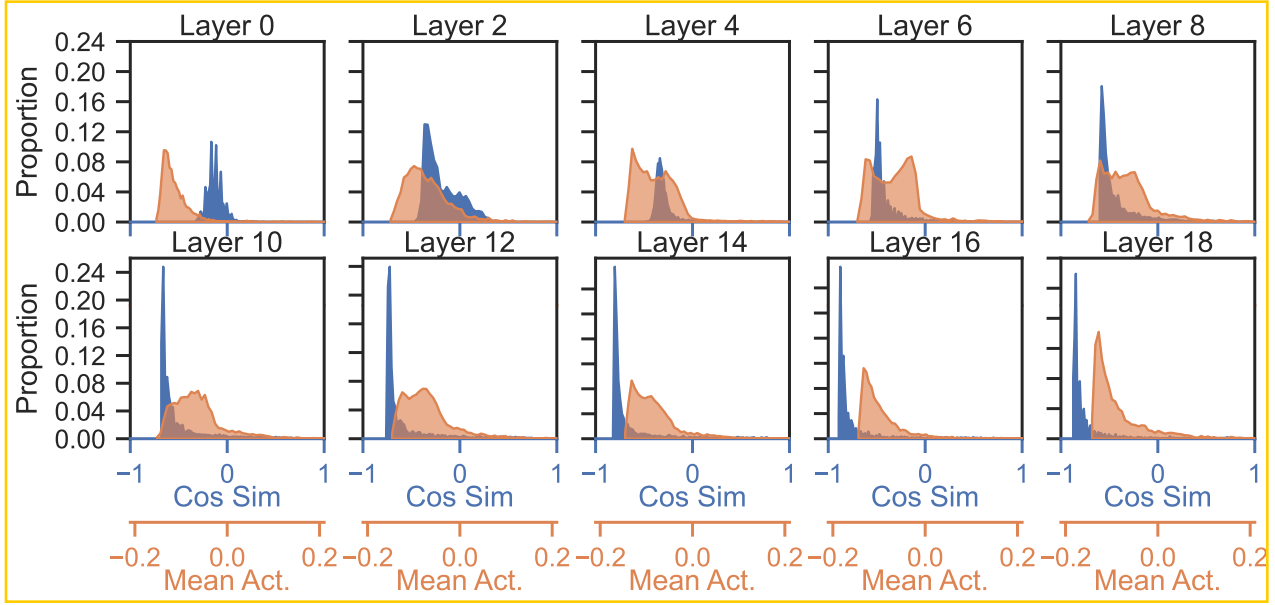 Layer 0 Layer 2 Layer 4 Layer 6 Layer 8
0.24
0.20
0.16
0.12
0.08
0.04
0.00
Proportion
Layer 10 Layer 12 Layer 14 Layer 16 Layer 18
0.24
0.20
0.16
0.12
0.08
0.04
0.00
Proportion
−1 0 1 −1 0 1 −1 0 1 −1 0 1 −1 0 1
Cos Sim Cos Sim Cos Sim Cos Sim Cos Sim
−0.2 0.0 0.2 −0.2 0.0 0.2 −0.2 0.0 0.2 −0.2 0.0 0.2 −0.2 0.0 0.2
Mean Act. Mean Act. Mean Act. Mean Act. Mean Act.